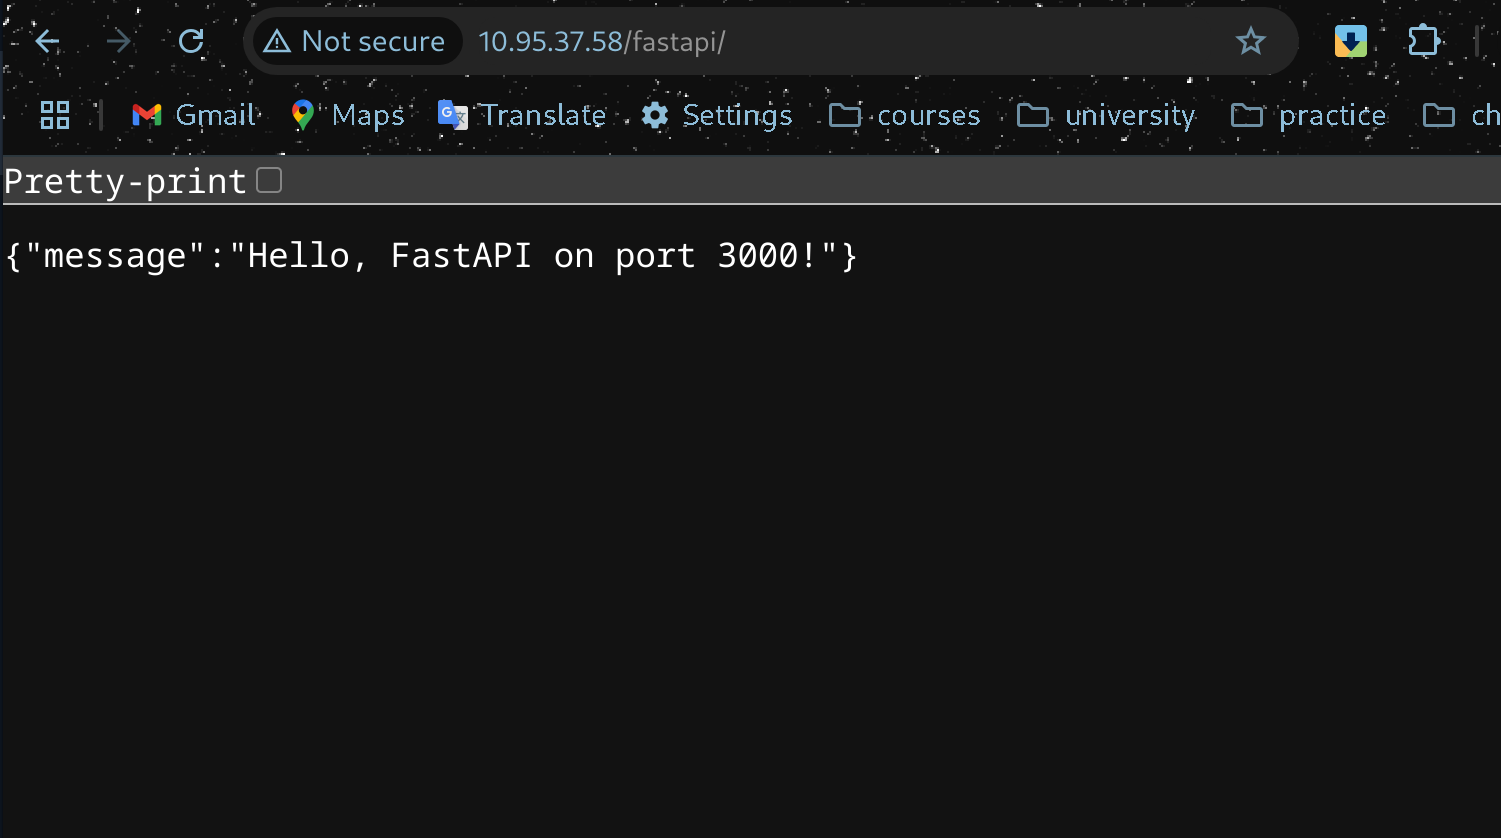 Not secure 10.95.37.58/fastapi/
Gmail Maps Translate Settings courses university practice ch
Pretty-print
{"message":"Hello, FastAPI on port 3000!"}